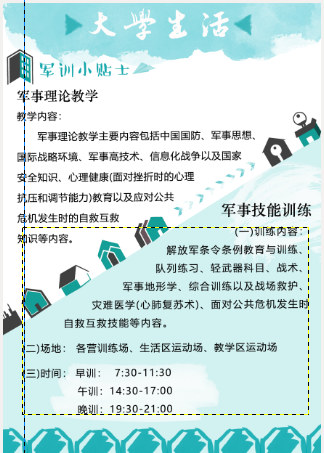 大学生活
军训小贴士
军事理论教学
教学内容：
军事理论教学主要内容包括中国国防、军事思想、
国际战略环境、军事高技术、信息化战争以及国家
安全知识、心理健康(面对挫折时的心理
抗压和调节能力)教育以及应对公共
危机发生时的自救互救
知识等内容。
军事技能训练
(一)训练内容：
解放军条令条例教育与训练、
队列练习、轻武器科目、战术、
军事地形学、综合训练以及战场救护、
灾难医学(心肺复苏术)、面对公共危机发生时
自救互救技能等内容。
(二)场地： 各营训练场、生活区运动场、教学区运动场
(三)时间： 早训： 7:30-11:30
午训：14:30-17:00
晚训：19:30-21:00